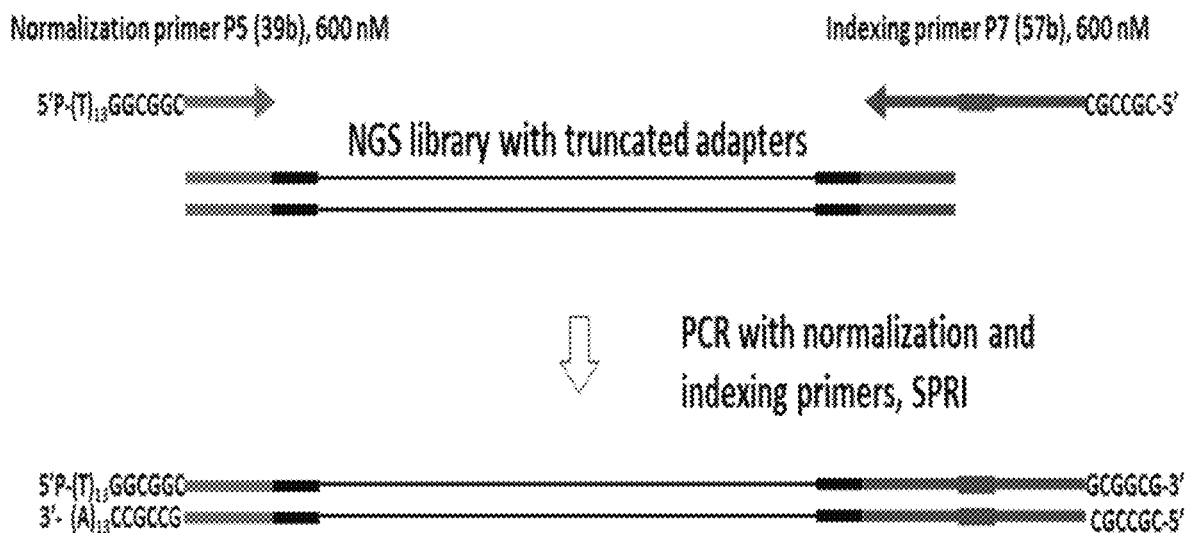 Normalization primer P5 (39b), 600 nM
Indexing primer P7 (57b), 600 nM
5'P-(T)₁₃GGCGGC
CGCCGC-5'
NGS library with truncated adapters
PCR with normalization and
indexing primers, SPRI
5'P-(T)₁₃GGCGGC
GCGGCG-3'
3'- (A)₁₃CCGCCG
CGCCGC-5'